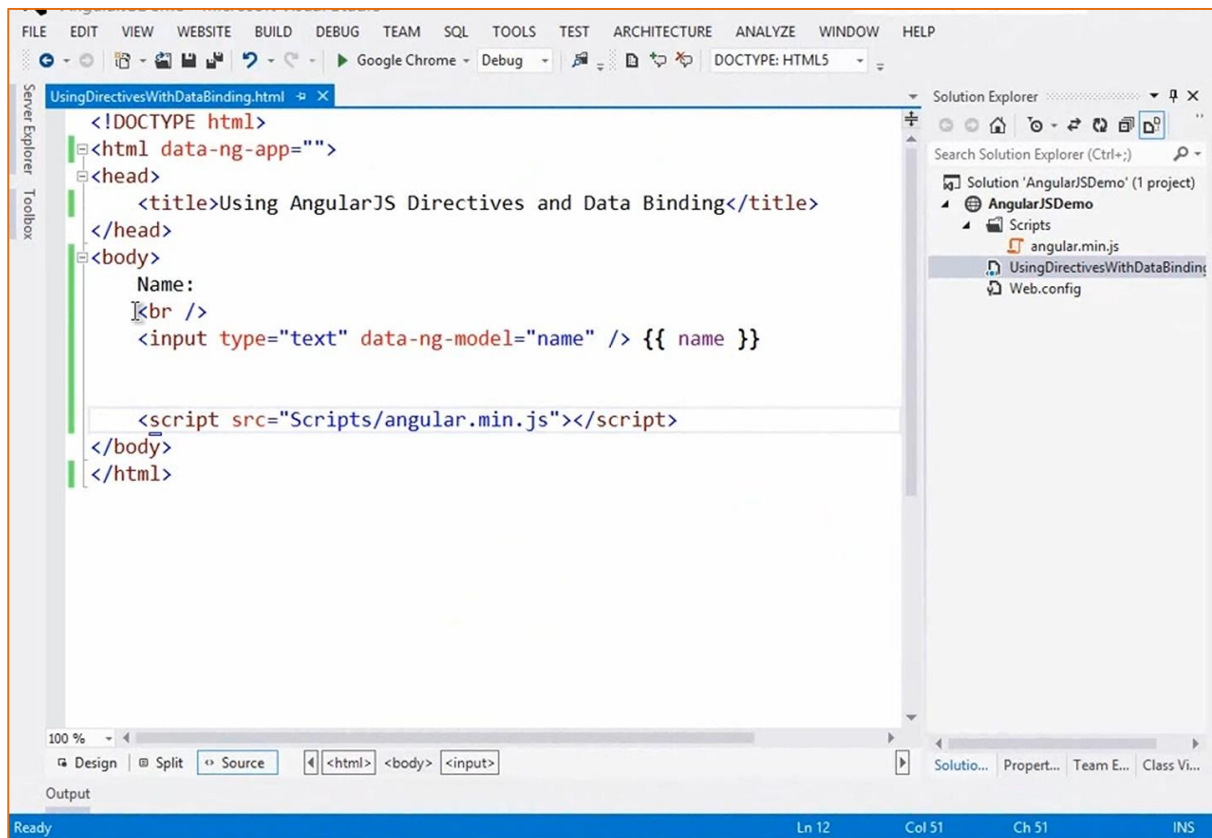 FILE EDIT VIEW WEBSITE BUILD DEBUG TEAM SQL TOOLS TEST ARCHITECTURE ANALYZE WINDOW HELP
Google Chrome Debug DOCTYPE: HTML5
Server Explorer
Toolbox
UsingDirectivesWithDataBinding.html
<!DOCTYPE html>
<html data-ng-app="">
<head>
<title>Using AngularJS Directives and Data Binding</title>
</head>
<body>
Name:
<br />
<input type="text" data-ng-model="name" /> {{ name }}
<script src="Scripts/angular.min.js"></script>
</body>
</html>
100 %
Design Split Source <html> <body> <input>
Output
Solution Explorer
Search Solution Explorer (Ctrl+;)
Solution 'AngularJSDemo' (1 project)
AngularJSDemo
Scripts
angular.min.js
UsingDirectivesWithDataBinding
Web.config
Solutio... Propert... Team E... Class Vi...
Ready Ln 12 Col 51 Ch 51 INS